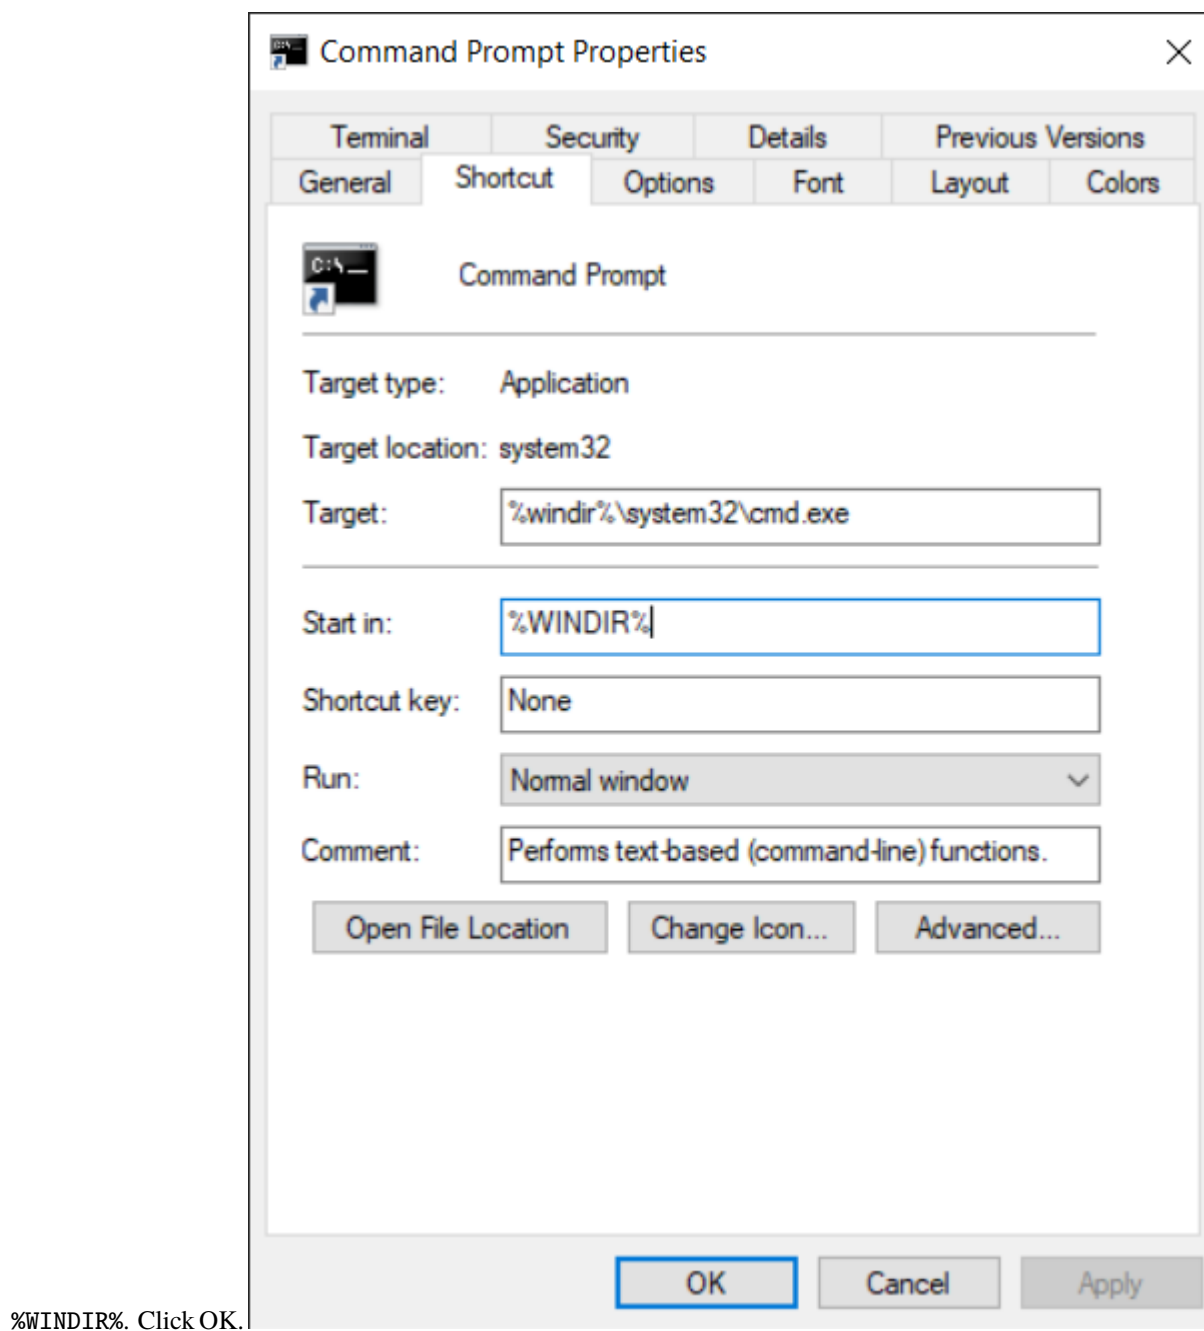 Command Prompt Properties
Terminal Security Details Previous Versions
General Shortcut Options Font Layout Colors
C:\_
Command Prompt
Target type: Application
Target location: system32
Target: %windir%\system32\cmd.exe
Start in: %WINDIR%
Shortcut key: None
Run: Normal window
Comment: Performs text-based (command-line) functions.
Open File Location Change Icon... Advanced...
OK Cancel Apply
%WINDIR%. Click OK.